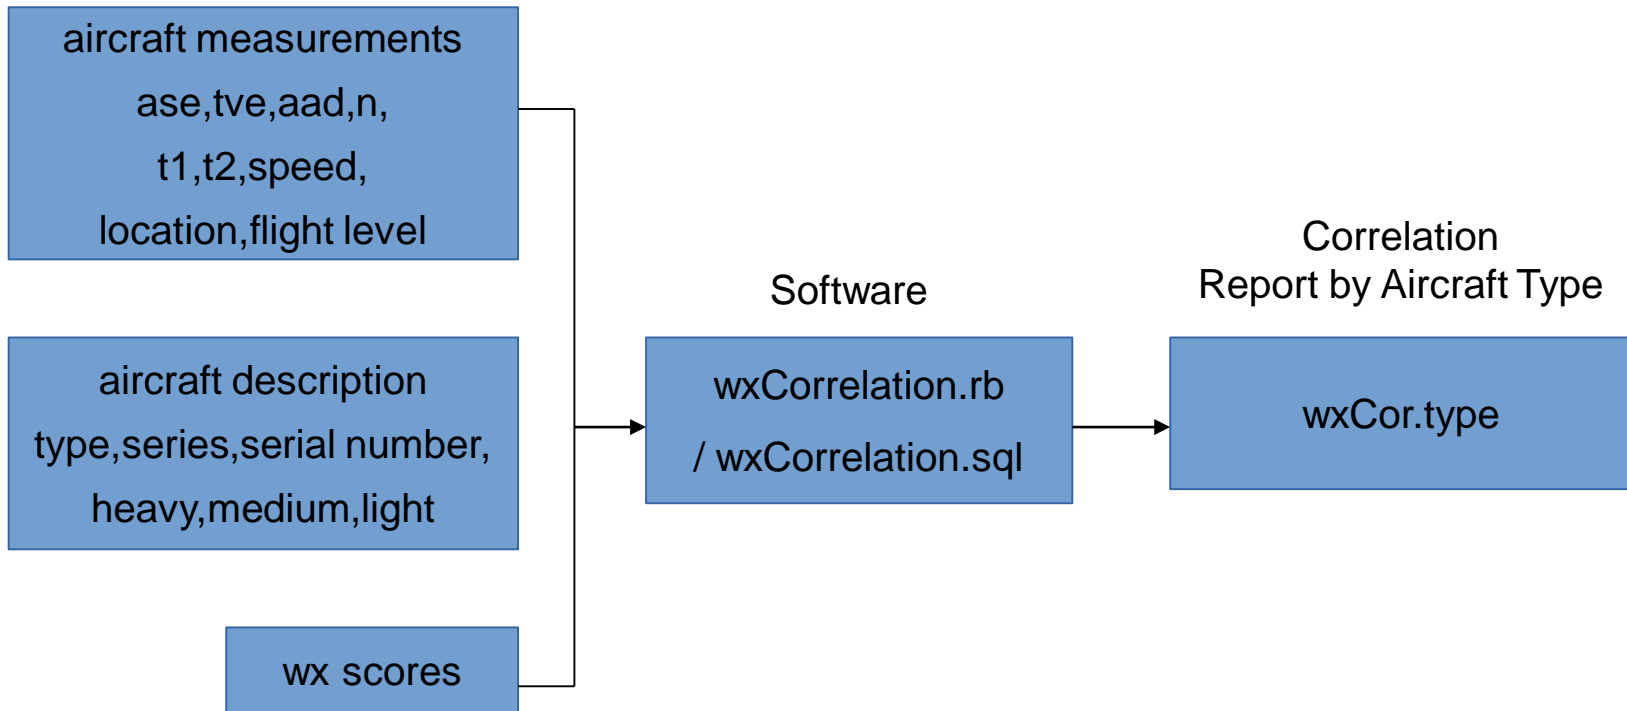 aircraft measurements
ase,tve,aad,n,
t1,t2,speed,
location,flight level
aircraft description
type,series,serial number,
heavy,medium,light
wx scores
Software
wxCorrelation.rb
/ wxCorrelation.sql
Correlation
Report by Aircraft Type
wxCor.type